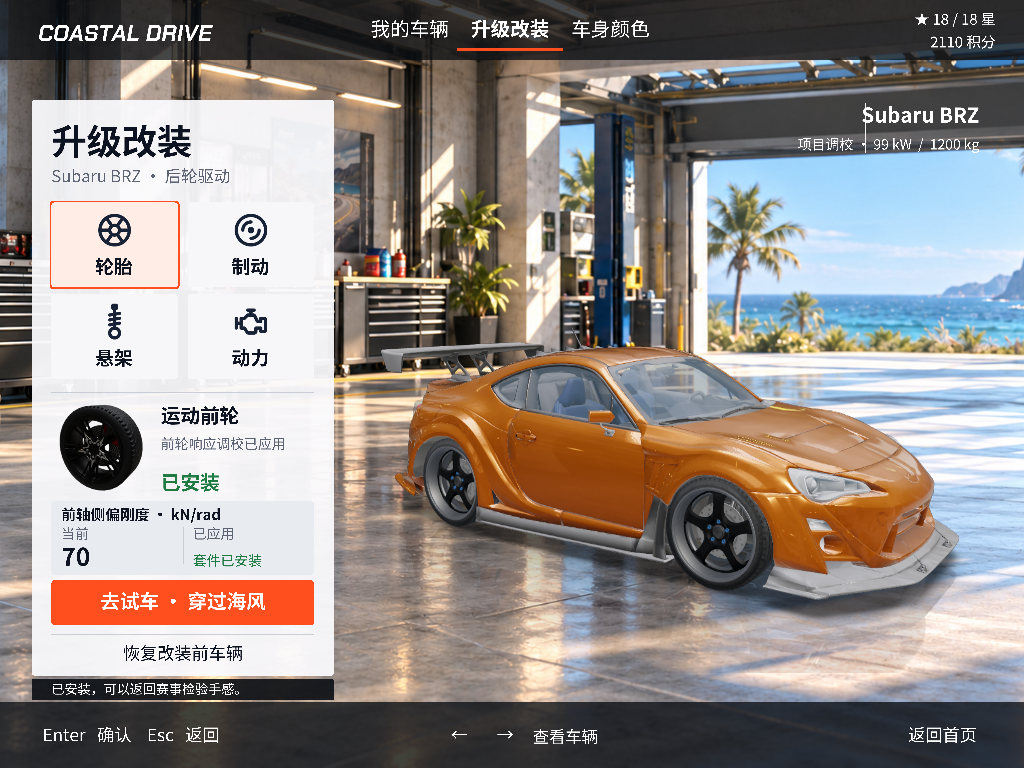 COASTAL DRIVE
我的车辆 升级改装 车身颜色
★ 18 / 18 星
2110 积分
Subaru BRZ
项目调校 · 99 kW / 1200 kg
升级改装
Subaru BRZ · 后轮驱动
轮胎 制动
悬架 动力
运动前轮
前轮响应调校已应用
已安装
前轴侧偏刚度 · kN/rad
当前 已应用
70 套件已安装
去试车 · 穿过海风
恢复改装前车辆
已安装，可以返回赛事检验手感。
Enter 确认 Esc 返回
← → 查看车辆
返回首页